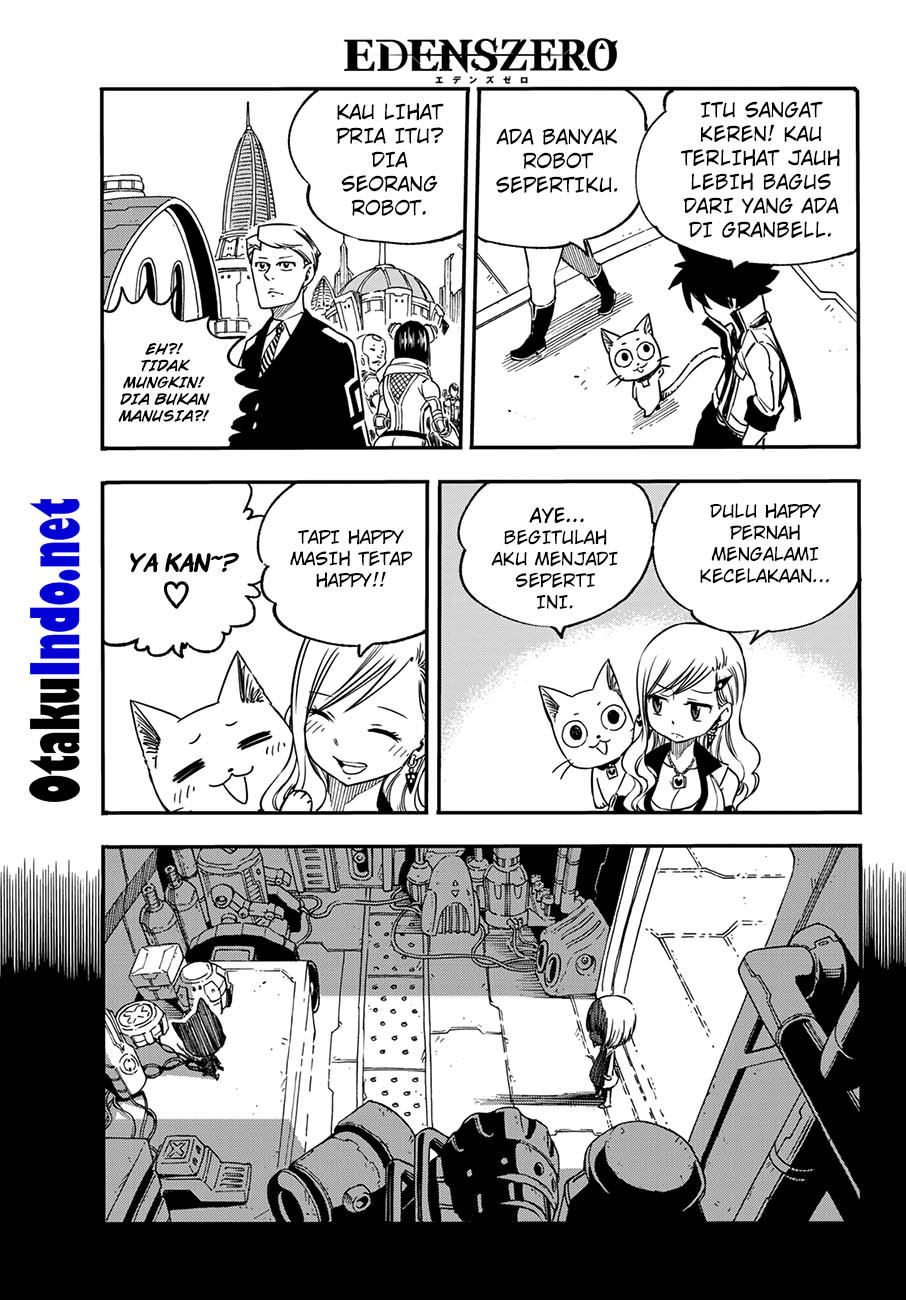 EDENSZERO
エデンズゼロ
ITU SANGAT
KEREN! KAU
TERLIHAT JAUH
LEBIH BAGUS
DARI YANG ADA
DI GRANBELL.
ADA BANYAK
ROBOT
SEPERTIKU.
KAU LIHAT
PRIA ITU?
DIA
SEORANG
ROBOT.
EH?!
TIDAK
MUNGKIN!
DIA BUKAN
MANUSIA?!
DULU HAPPY
PERNAH
MENGALAMI
KECELAKAAN...
AYE...
BEGITULAH
AKU MENJADI
SEPERTI
INI.
TAPI HAPPY
MASIH TETAP
HAPPY!!
YA KAN~?
♡
OtakuIndo.net